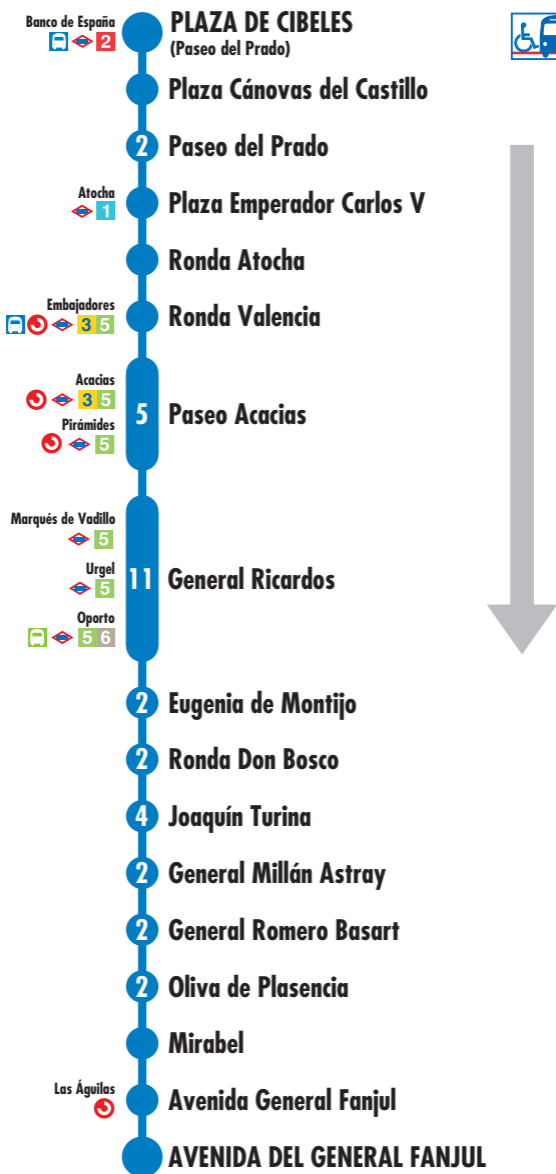 Banco de España
2
PLAZA DE CIBELES
(Paseo del Prado)
Plaza Cánovas del Castillo
2 Paseo del Prado
Atocha
1
Plaza Emperador Carlos V
Ronda Atocha
Embajadores
3 5
Ronda Valencia
Acacias
3 5
Pirámides
5
5 Paseo Acacias
Marqués de Vadillo
5
Urgel
5
Oporto
5 6
11 General Ricardos
2 Eugenia de Montijo
2 Ronda Don Bosco
4 Joaquín Turina
2 General Millán Astray
2 General Romero Basart
2 Oliva de Plasencia
Mirabel
Las Águilas
Avenida General Fanjul
AVENIDA DEL GENERAL FANJUL